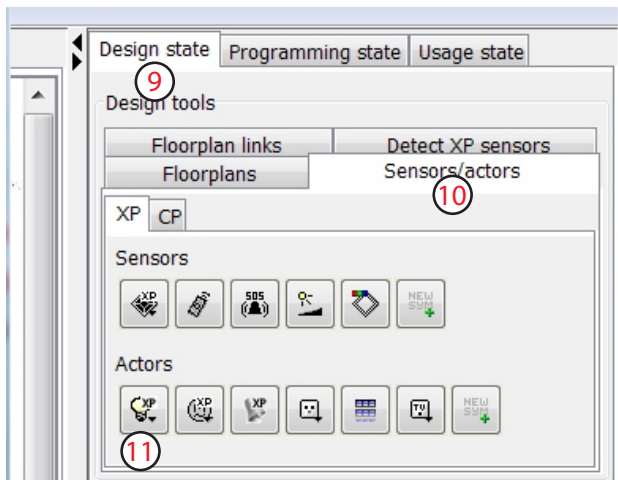 Design state Programming state Usage state
9
Design tools
Floorplan links Detect XP sensors
Floorplans Sensors/actors
10
XP CP
Sensors
XP SOS NEW SYM
Actors
XP XP XP TV NEW SYM
11